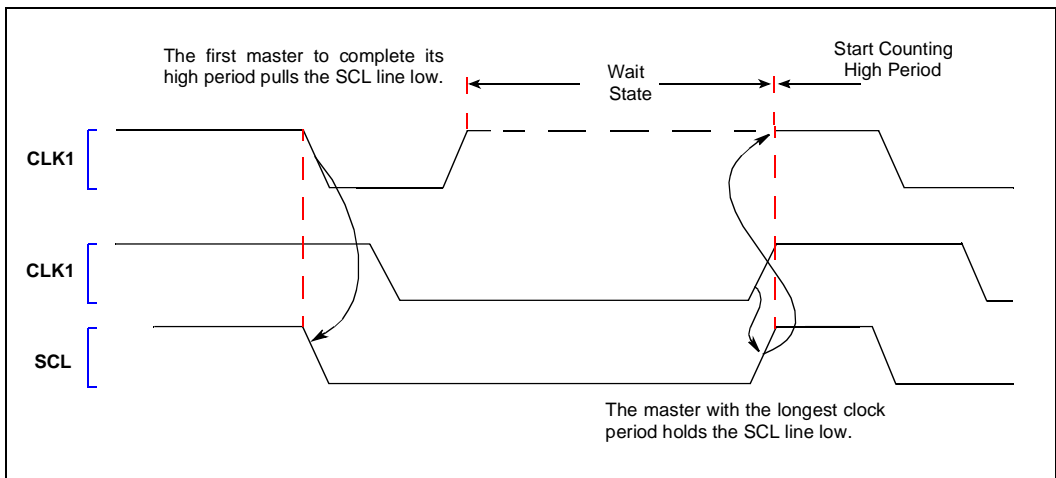 The first master to complete its
high period pulls the SCL line low.
Wait
State
Start Counting
High Period
CLK1
CLK1
SCL
The master with the longest clock
period holds the SCL line low.